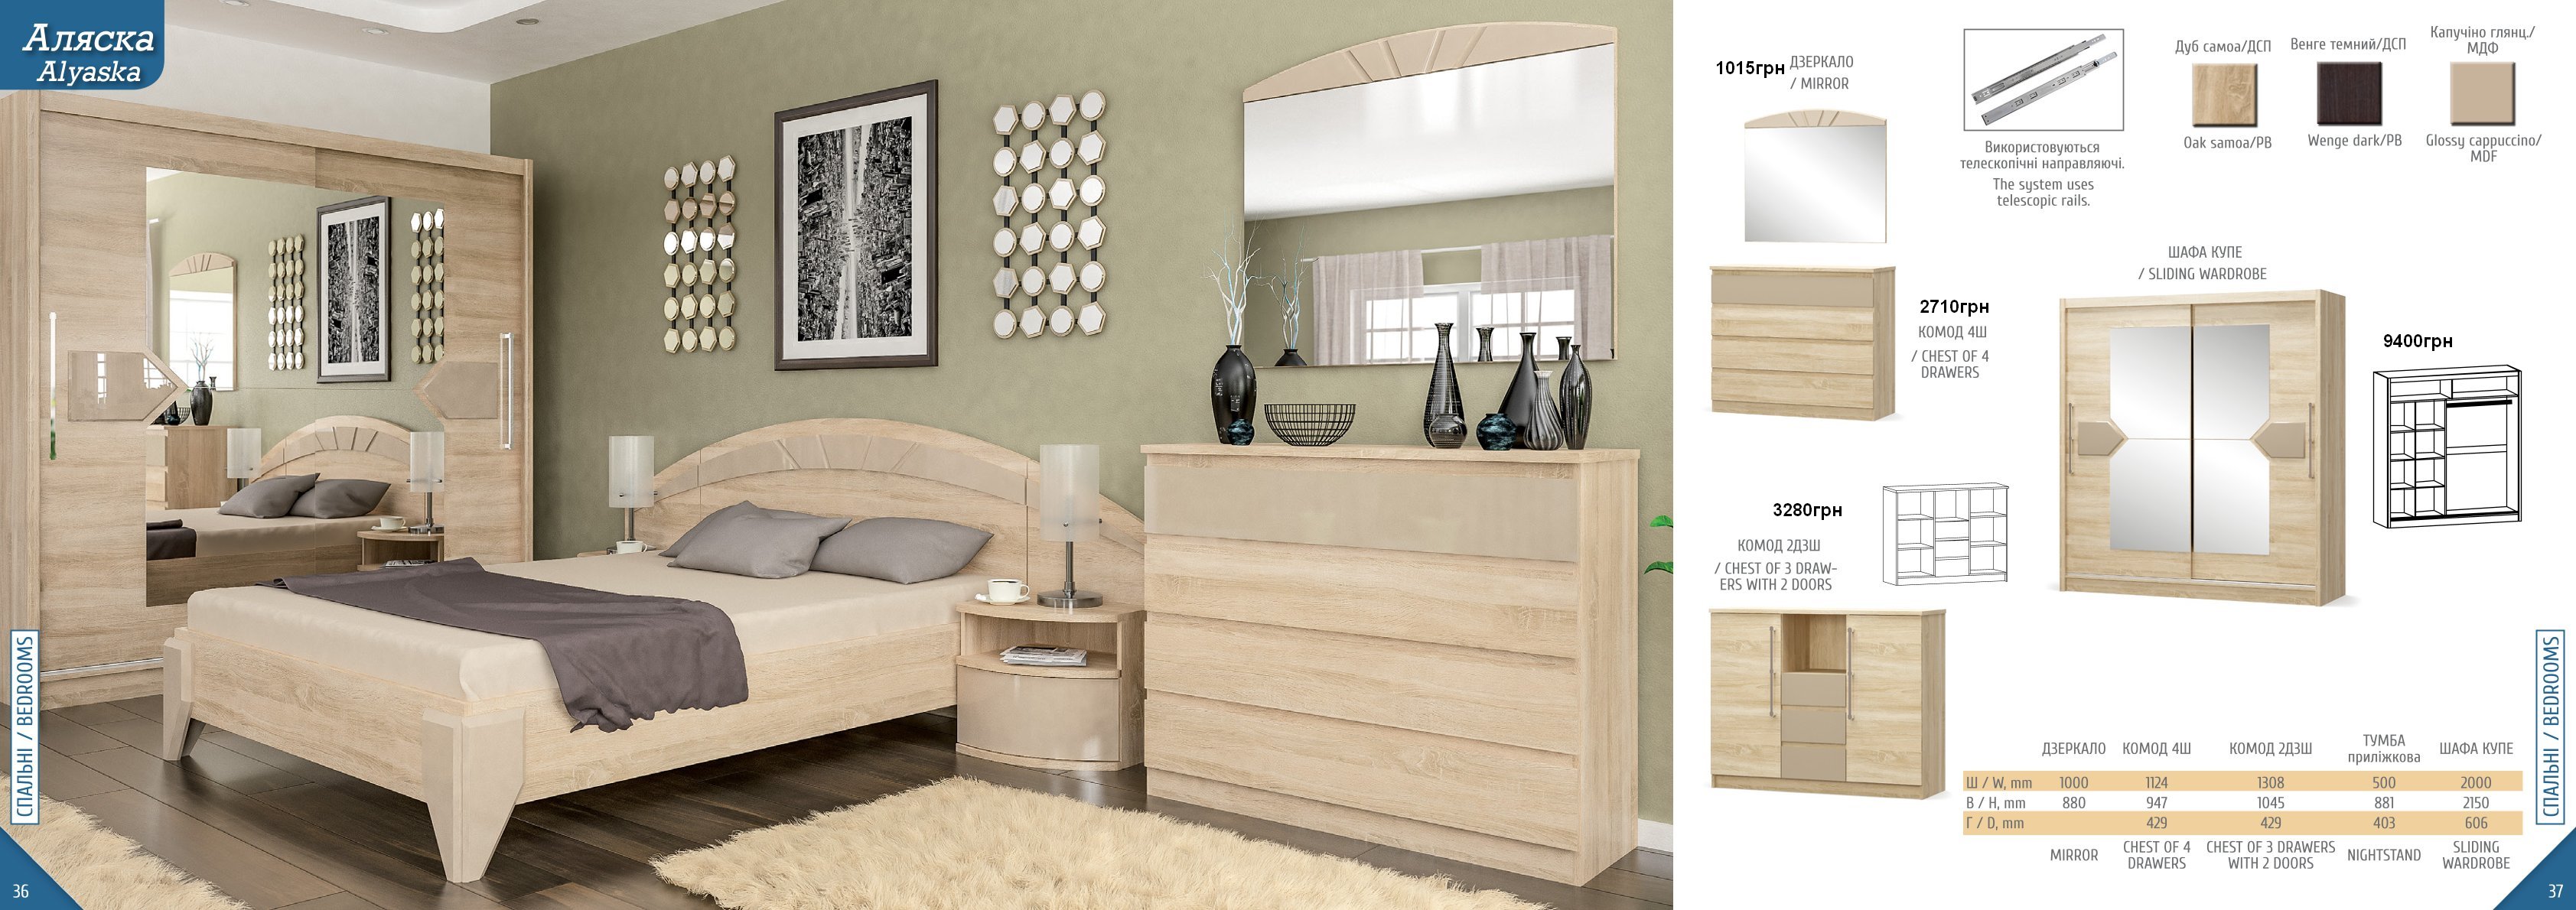 Аляска
Alyaska
СПАЛЬНІ / BEDROOMS
36
1015грн
ДЗЕРКАЛО
/ MIRROR
2710грн
КОМОД 4Ш
/ CHEST OF 4
DRAWERS
3280грн
КОМОД 2Д3Ш
/ CHEST OF 3 DRAW-
ERS WITH 2 DOORS
Використовуються
телескопічні направляючі.
The system uses
telescopic rails.
Дуб самоа/ДСП
Oak samoa/PB
Венге темний/ДСП
Wenge dark/PB
Капучіно глянц./
МДФ
Glossy cappuccino/
MDF
ШАФА КУПЕ
/ SLIDING WARDROBE
9400грн
ДЗЕРКАЛО КОМОД 4Ш КОМОД 2Д3Ш ТУМБА приліжкова ШАФА КУПЕ
Ш / W, mm 1000 1124 1308 500 2000
В / H, mm 880 947 1045 881 2150
Г / D, mm 429 429 403 606
MIRROR CHEST OF 4 DRAWERS CHEST OF 3 DRAWERS WITH 2 DOORS NIGHTSTAND SLIDING WARDROBE
СПАЛЬНІ / BEDROOMS
37